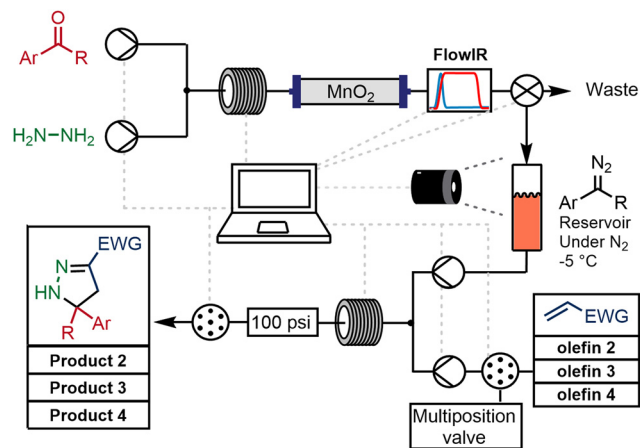 O
Ar R
H₂N–NH₂
MnO₂
FlowIR
Waste
N₂
Ar R
Reservoir
Under N₂
-5 °C
EWG
N
HN
R Ar
Product 2
Product 3
Product 4
100 psi
EWG
olefin 2
olefin 3
olefin 4
Multiposition
valve